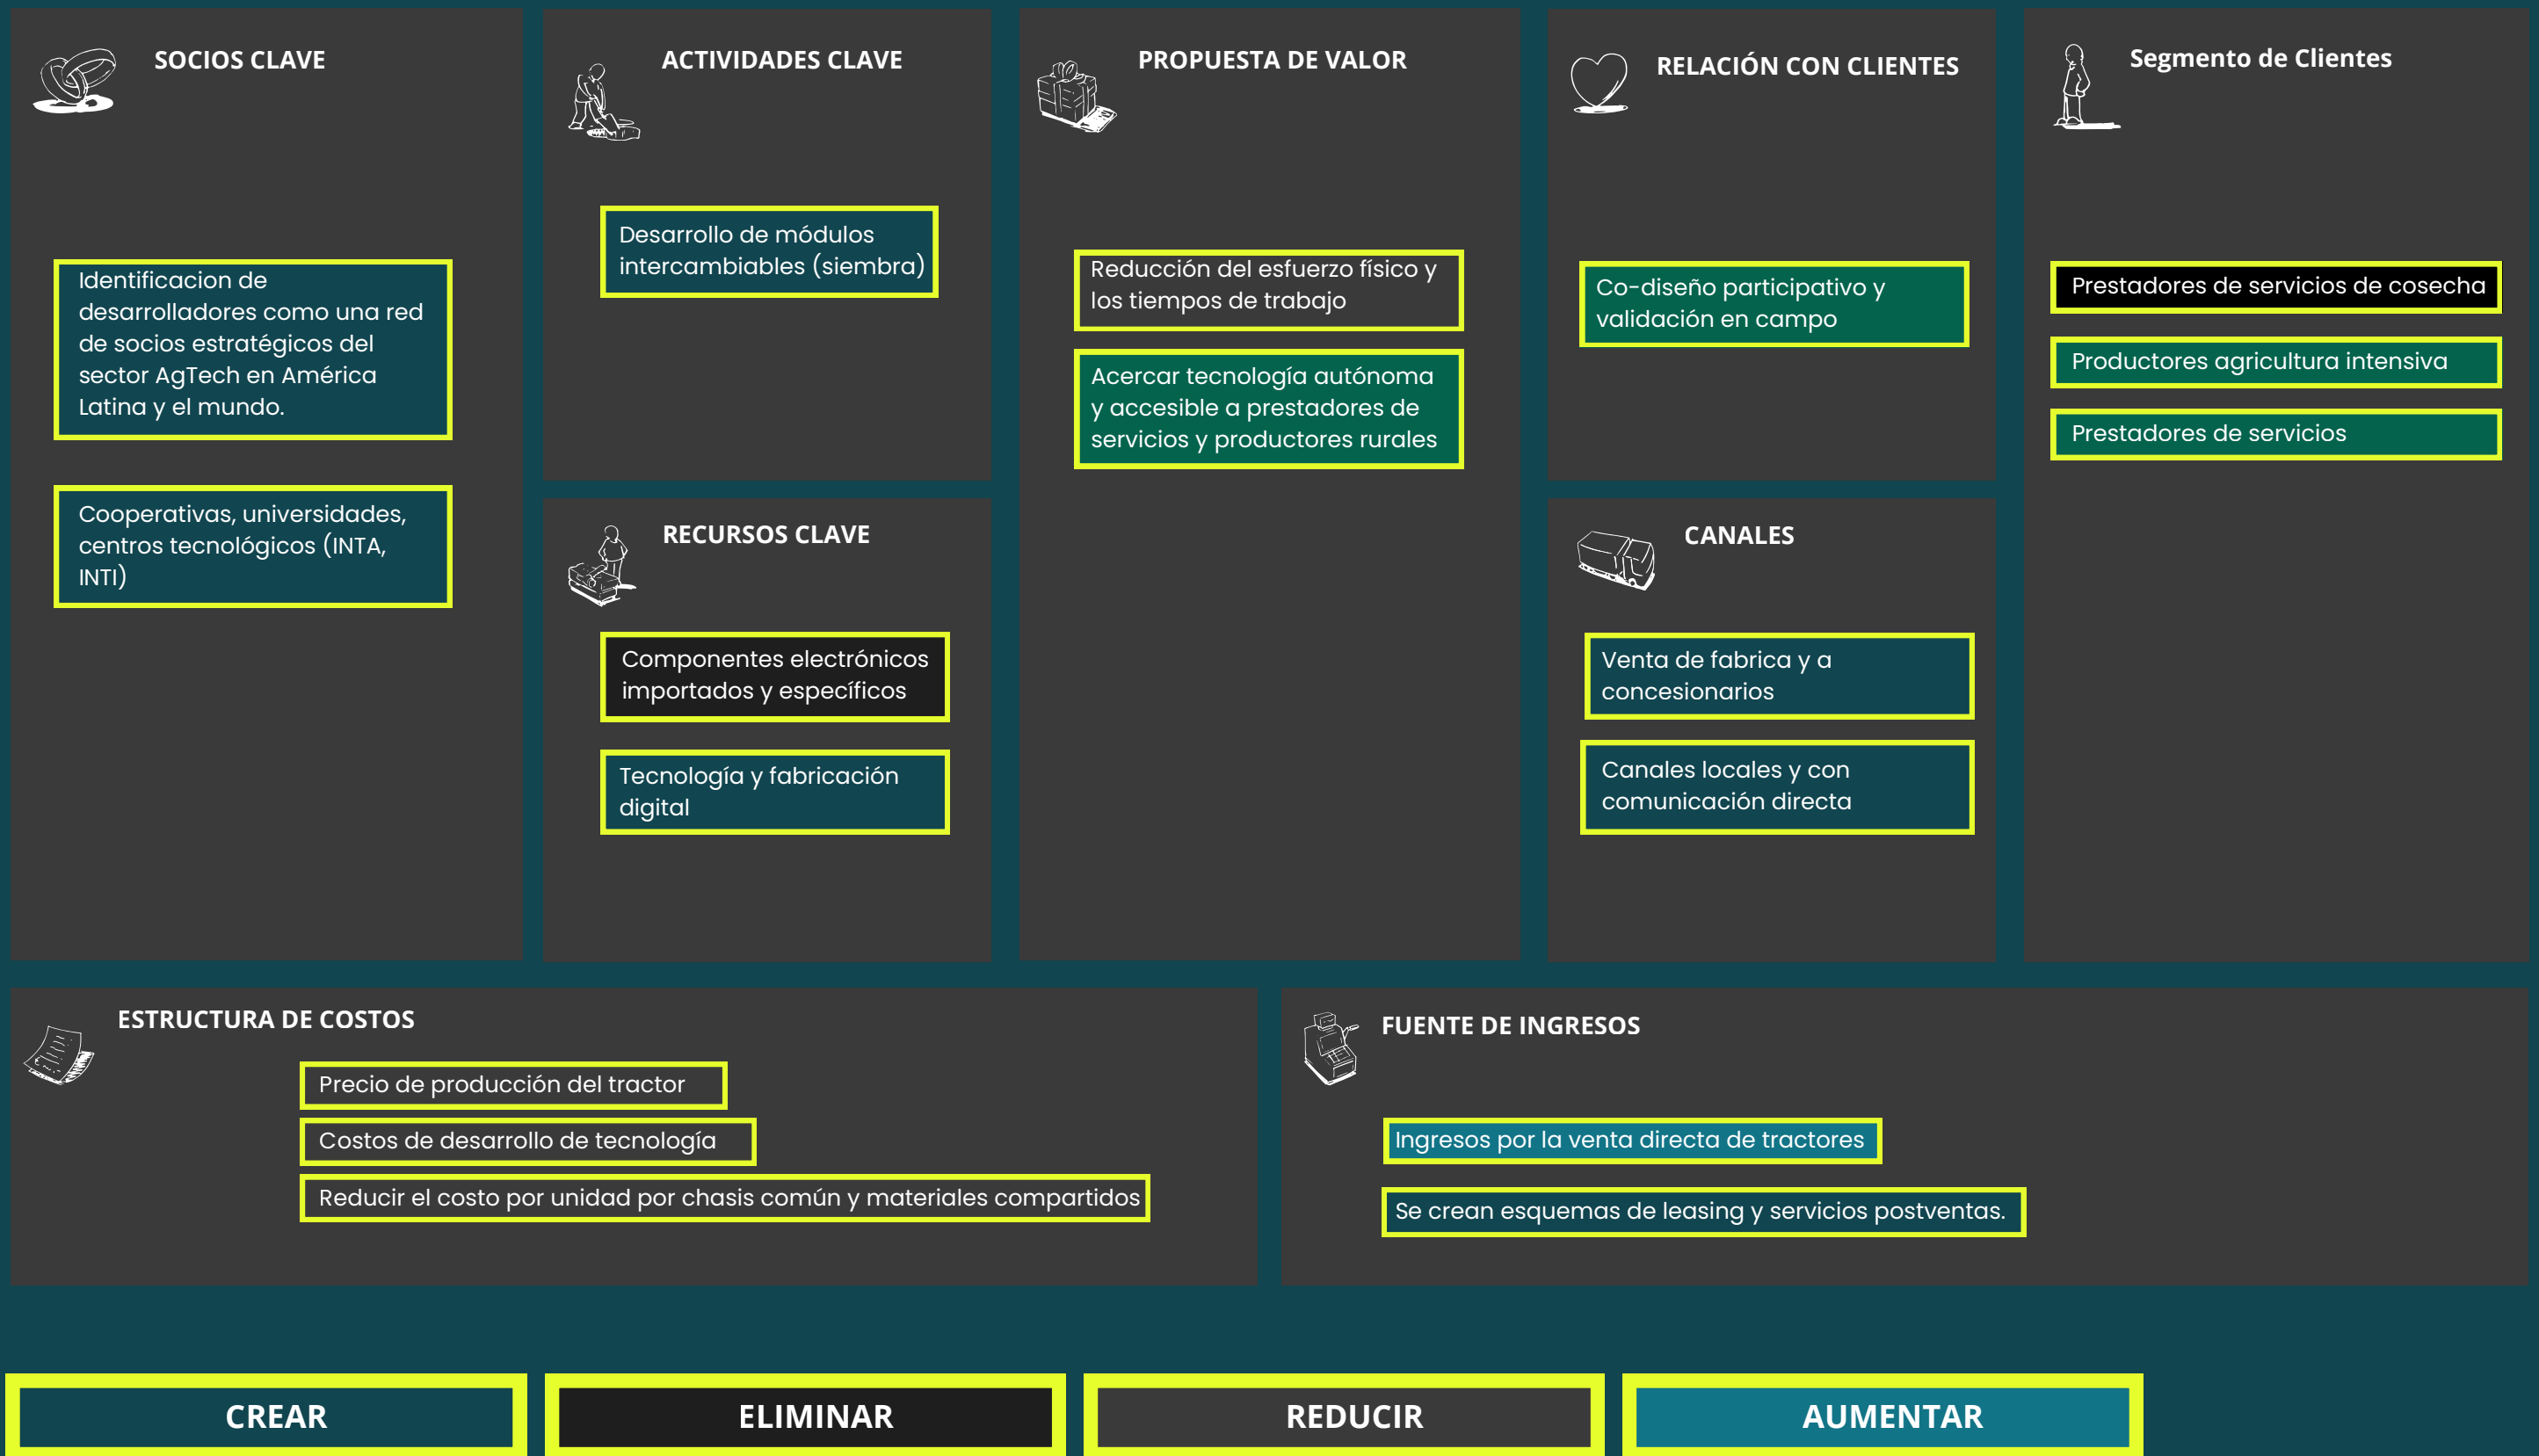 SOCIOS CLAVE
Identificacion de
desarrolladores como una red
de socios estratégicos del
sector AgTech en América
Latina y el mundo.
Cooperativas, universidades,
centros tecnológicos (INTA,
INTI)
ACTIVIDADES CLAVE
Desarrollo de módulos
intercambiables (siembra)
RECURSOS CLAVE
Componentes electrónicos
importados y específicos
Tecnología y fabricación
digital
PROPUESTA DE VALOR
Reducción del esfuerzo físico y
los tiempos de trabajo
Acercar tecnología autónoma
y accesible a prestadores de
servicios y productores rurales
RELACIÓN CON CLIENTES
Co-diseño participativo y
validación en campo
CANALES
Venta de fabrica y a
concesionarios
Canales locales y con
comunicación directa
Segmento de Clientes
Prestadores de servicios de cosecha
Productores agricultura intensiva
Prestadores de servicios
ESTRUCTURA DE COSTOS
Precio de producción del tractor
Costos de desarrollo de tecnología
Reducir el costo por unidad por chasis común y materiales compartidos
FUENTE DE INGRESOS
Ingresos por la venta directa de tractores
Se crean esquemas de leasing y servicios postventas.
CREAR
ELIMINAR
REDUCIR
AUMENTAR